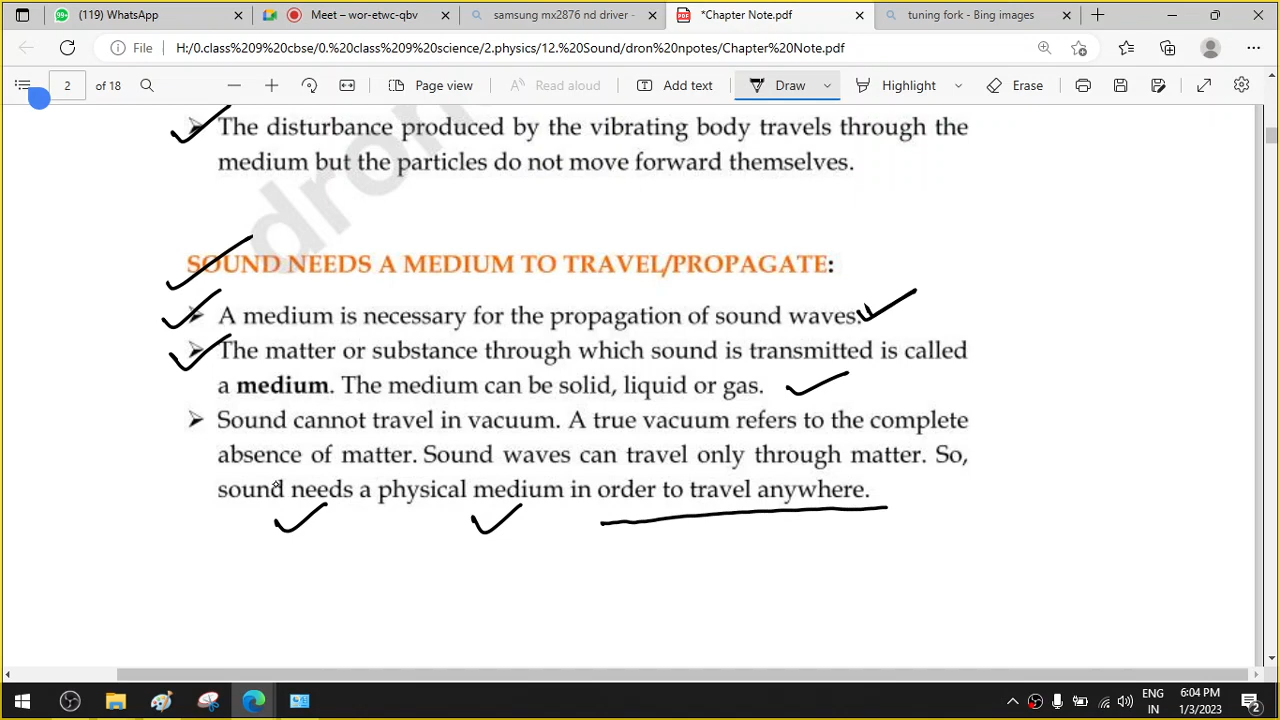 (119) WhatsApp
Meet – wor-etwc-qbv
samsung mx2876 nd driver -
*Chapter Note.pdf
tuning fork - Bing images
File
H:/0.class%209%20cbse/0.%20class%209%20science/2.physics/12.%20Sound/dron%20npotes/Chapter%20Note.pdf
2 of 18
Page view
Read aloud
Add text
Draw
Highlight
Erase
The disturbance produced by the vibrating body travels through the
medium but the particles do not move forward themselves.
dron
SOUND NEEDS A MEDIUM TO TRAVEL/PROPAGATE:
A medium is necessary for the propagation of sound waves.
The matter or substance through which sound is transmitted is called
a medium. The medium can be solid, liquid or gas.
Sound cannot travel in vacuum. A true vacuum refers to the complete
absence of matter. Sound waves can travel only through matter. So,
sound needs a physical medium in order to travel anywhere.
ENG
IN
6:04 PM
1/3/2023
2